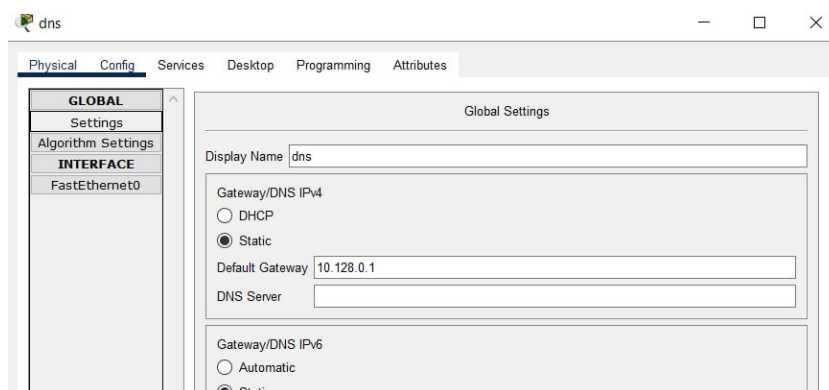 dns
Physical Config Services Desktop Programming Attributes
GLOBAL
Settings
Algorithm Settings
INTERFACE
FastEthernet0
Global Settings
Display Name dns
Gateway/DNS IPv4
DHCP
Static
Default Gateway 10.128.0.1
DNS Server
Gateway/DNS IPv6
Automatic
Static